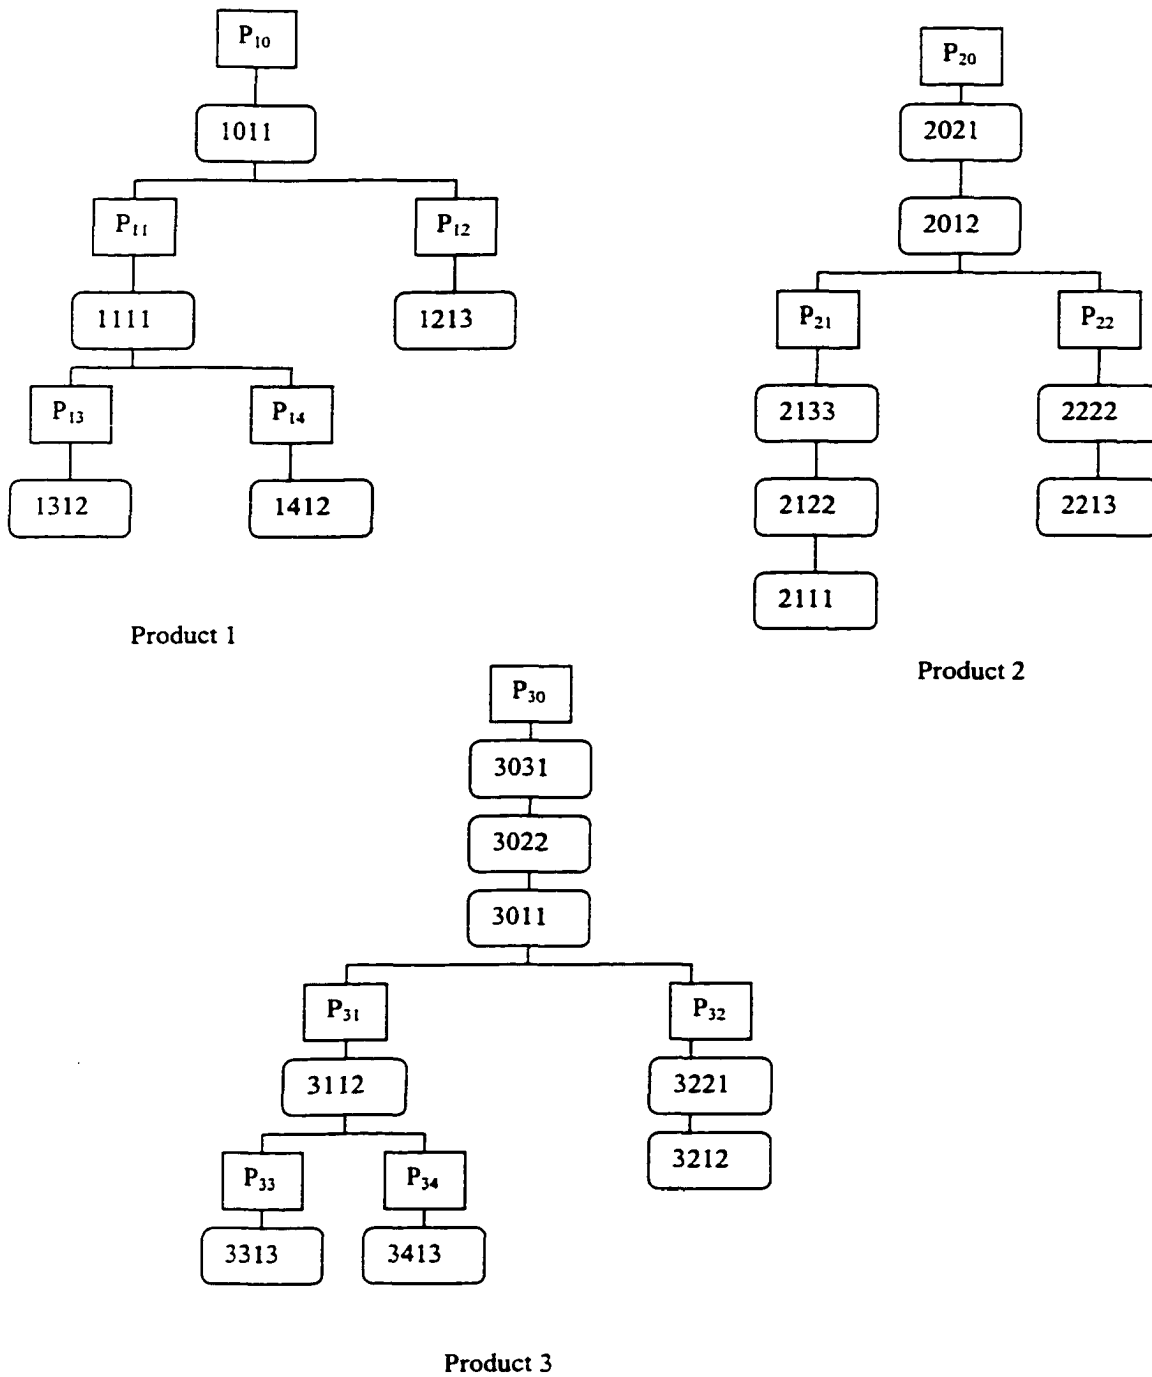 P₁₀
1011
P₁₁ P₁₂
1111 1213
P₁₃ P₁₄
1312 1412
Product 1
P₂₀
2021
2012
P₂₁ P₂₂
2133 2222
2122 2213
2111
Product 2
P₃₀
3031
3022
3011
P₃₁ P₃₂
3112 3221
3212
P₃₃ P₃₄
3313 3413
Product 3